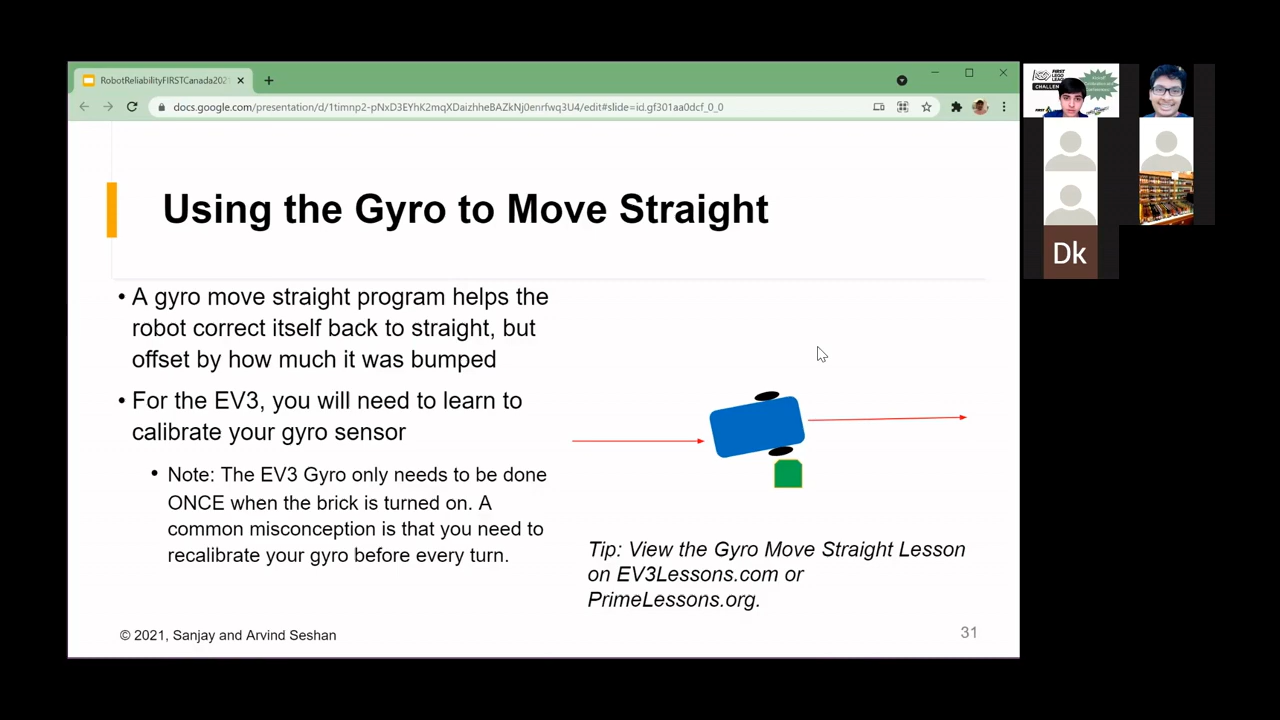 RobotReliabilityFIRSTCanada202
docs.google.com/presentation/d/1timnp2-pNxD3EYhK2mqXDaizhheBAZkNj0enrfwq3U4/edit#slide=id.gf301aa0dcf_0_0
Using the Gyro to Move Straight
• A gyro move straight program helps the
robot correct itself back to straight, but
offset by how much it was bumped
• For the EV3, you will need to learn to
calibrate your gyro sensor
• Note: The EV3 Gyro only needs to be done
ONCE when the brick is turned on. A
common misconception is that you need to
recalibrate your gyro before every turn.
Tip: View the Gyro Move Straight Lesson
on EV3Lessons.com or
PrimeLessons.org.
© 2021, Sanjay and Arvind Seshan
31
FIRST
LEGO
CHALLEN
Dk